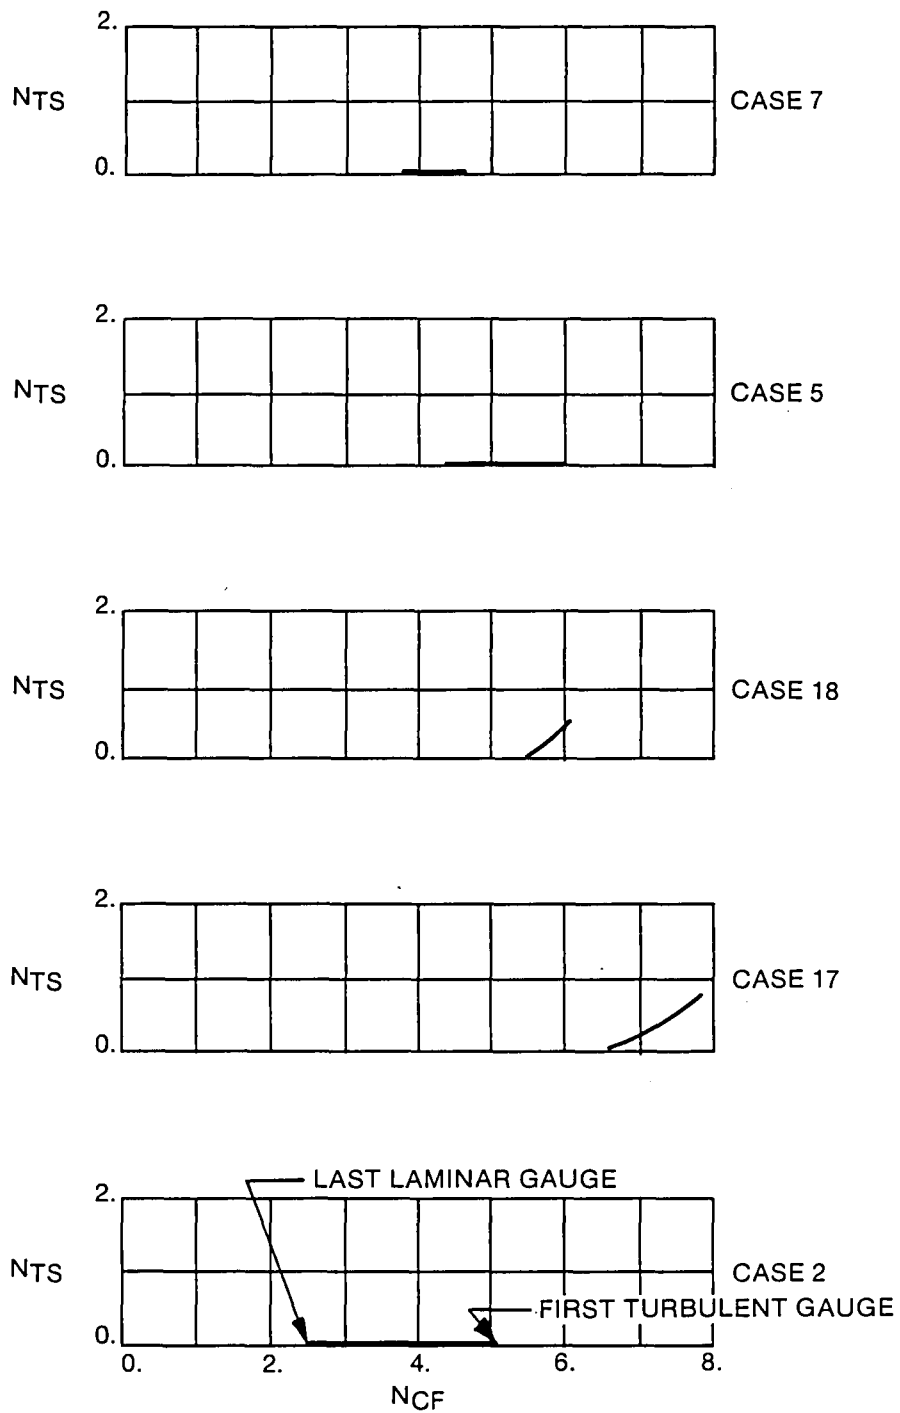 2.
NTS
CASE 7
0.
2.
NTS
CASE 5
0.
2.
NTS
CASE 18
0.
2.
NTS
CASE 17
0.
LAST LAMINAR GAUGE
2.
NTS
CASE 2
FIRST TURBULENT GAUGE
0.
0. 2. 4. 6. 8.
NCF